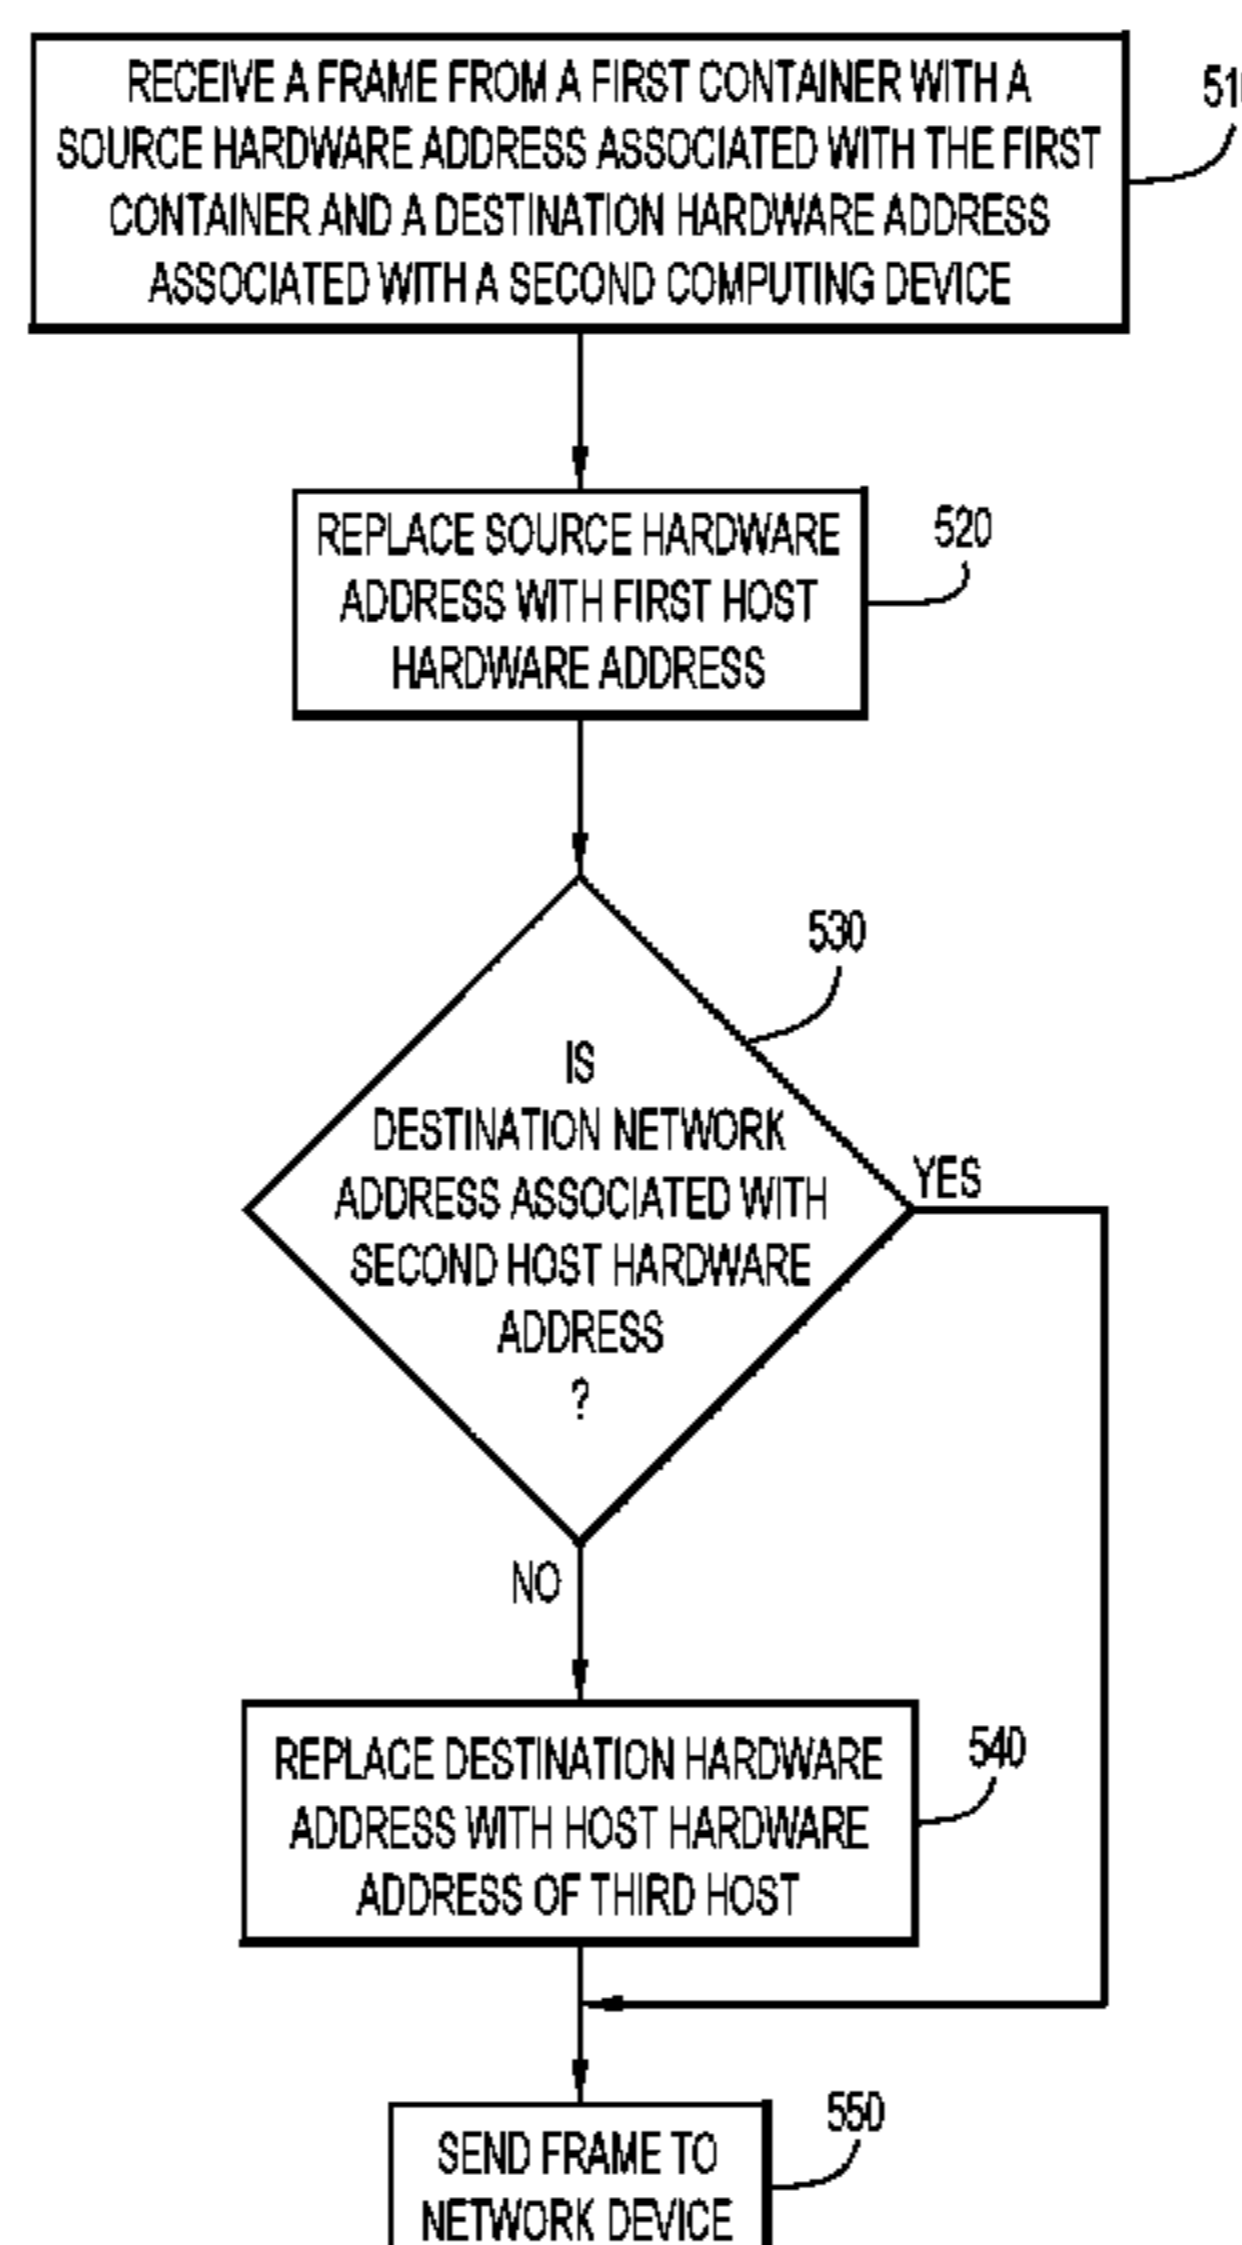 RECEIVE A FRAME FROM A FIRST CONTAINER WITH A
SOURCE HARDWARE ADDRESS ASSOCIATED WITH THE FIRST
CONTAINER AND A DESTINATION HARDWARE ADDRESS
ASSOCIATED WITH A SECOND COMPUTING DEVICE
REPLACE SOURCE HARDWARE
ADDRESS WITH FIRST HOST
HARDWARE ADDRESS
520
530
IS
DESTINATION NETWORK
ADDRESS ASSOCIATED WITH
SECOND HOST HARDWARE
ADDRESS
?
YES
NO
REPLACE DESTINATION HARDWARE
ADDRESS WITH HOST HARDWARE
ADDRESS OF THIRD HOST
540
SEND FRAME TO
NETWORK DEVICE
550